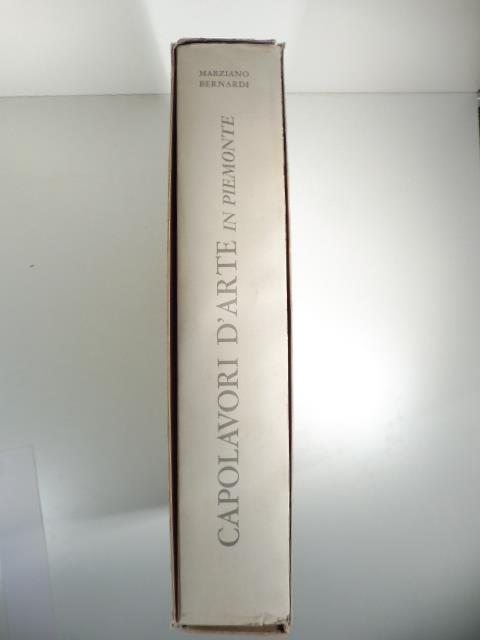 MARZIANO
BERNARDI
CAPOLAVORI D'ARTE IN PIEMONTE